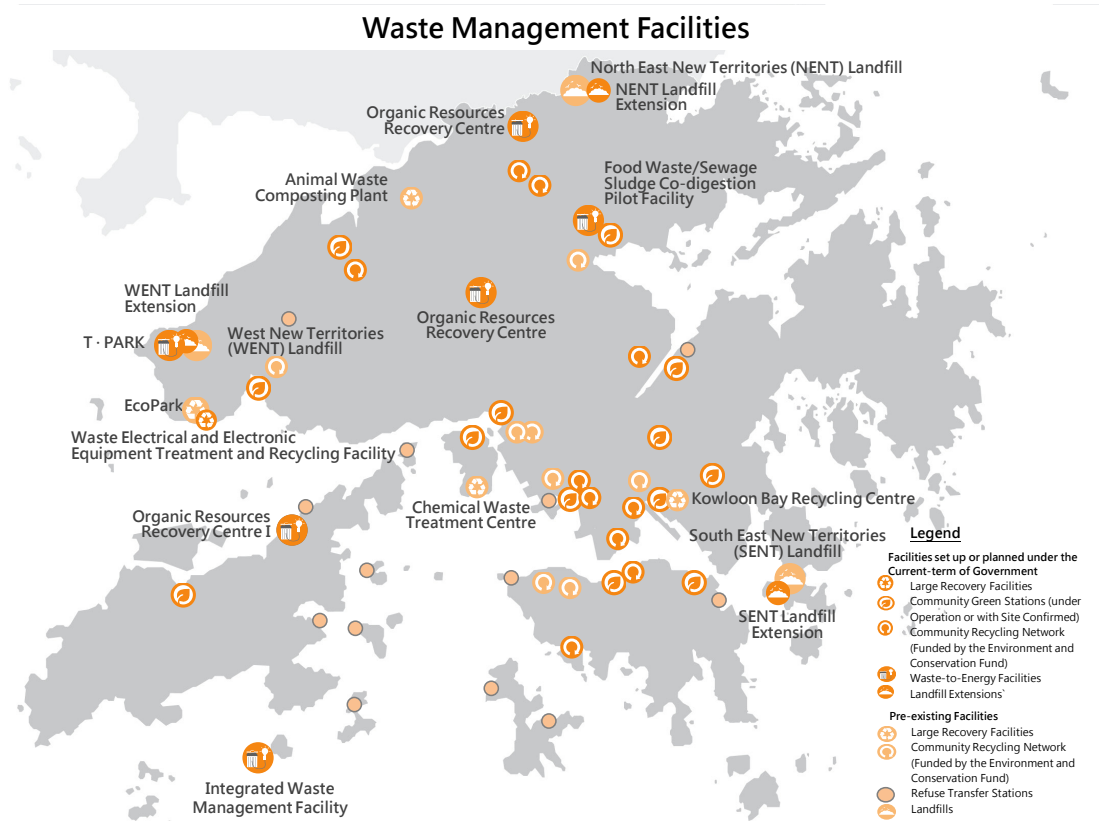 Waste Management Facilities
North East New Territories (NENT) Landfill
NENT Landfill
Extension
Organic Resources
Recovery Centre
Animal Waste
Composting Plant
Food Waste/Sewage
Sludge Co-digestion
Pilot Facility
WENT Landfill
Extension
Organic Resources
Recovery Centre
T · PARK
West New Territories
(WENT) Landfill
EcoPark
Waste Electrical and Electronic
Equipment Treatment and Recycling Facility
Chemical Waste
Treatment Centre
Kowloon Bay Recycling Centre
Organic Resources
Recovery Centre I
South East New Territories
(SENT) Landfill
SENT Landfill
Extension
Integrated Waste
Management Facility
Legend
Facilities set up or planned under the
Current-term of Government
Large Recovery Facilities
Community Green Stations (under
Operation or with Site Confirmed)
Community Recycling Network
(Funded by the Environment and
Conservation Fund)
Waste-to-Energy Facilities
Landfill Extensions`
Pre-existing Facilities
Large Recovery Facilities
Community Recycling Network
(Funded by the Environment and
Conservation Fund)
Refuse Transfer Stations
Landfills